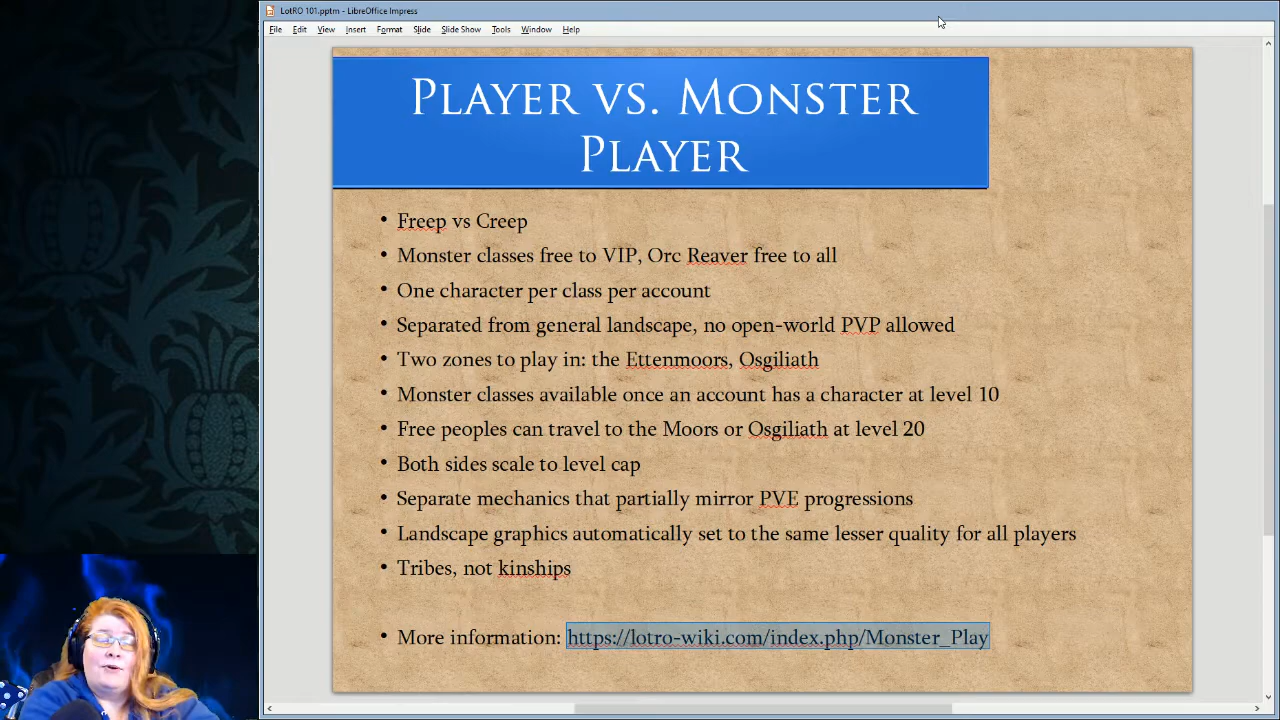 LotRO 101.pptm - LibreOffice Impress
File Edit View Insert Format Slide Slide Show Tools Window Help
Player vs. Monster
Player
• Freep vs Creep
• Monster classes free to VIP, Orc Reaver free to all
• One character per class per account
• Separated from general landscape, no open-world PVP allowed
• Two zones to play in: the Ettenmoors, Osgiliath
• Monster classes available once an account has a character at level 10
• Free peoples can travel to the Moors or Osgiliath at level 20
• Both sides scale to level cap
• Separate mechanics that partially mirror PVE progressions
• Landscape graphics automatically set to the same lesser quality for all players
• Tribes, not kinships
• More information: https://lotro-wiki.com/index.php/Monster_Play